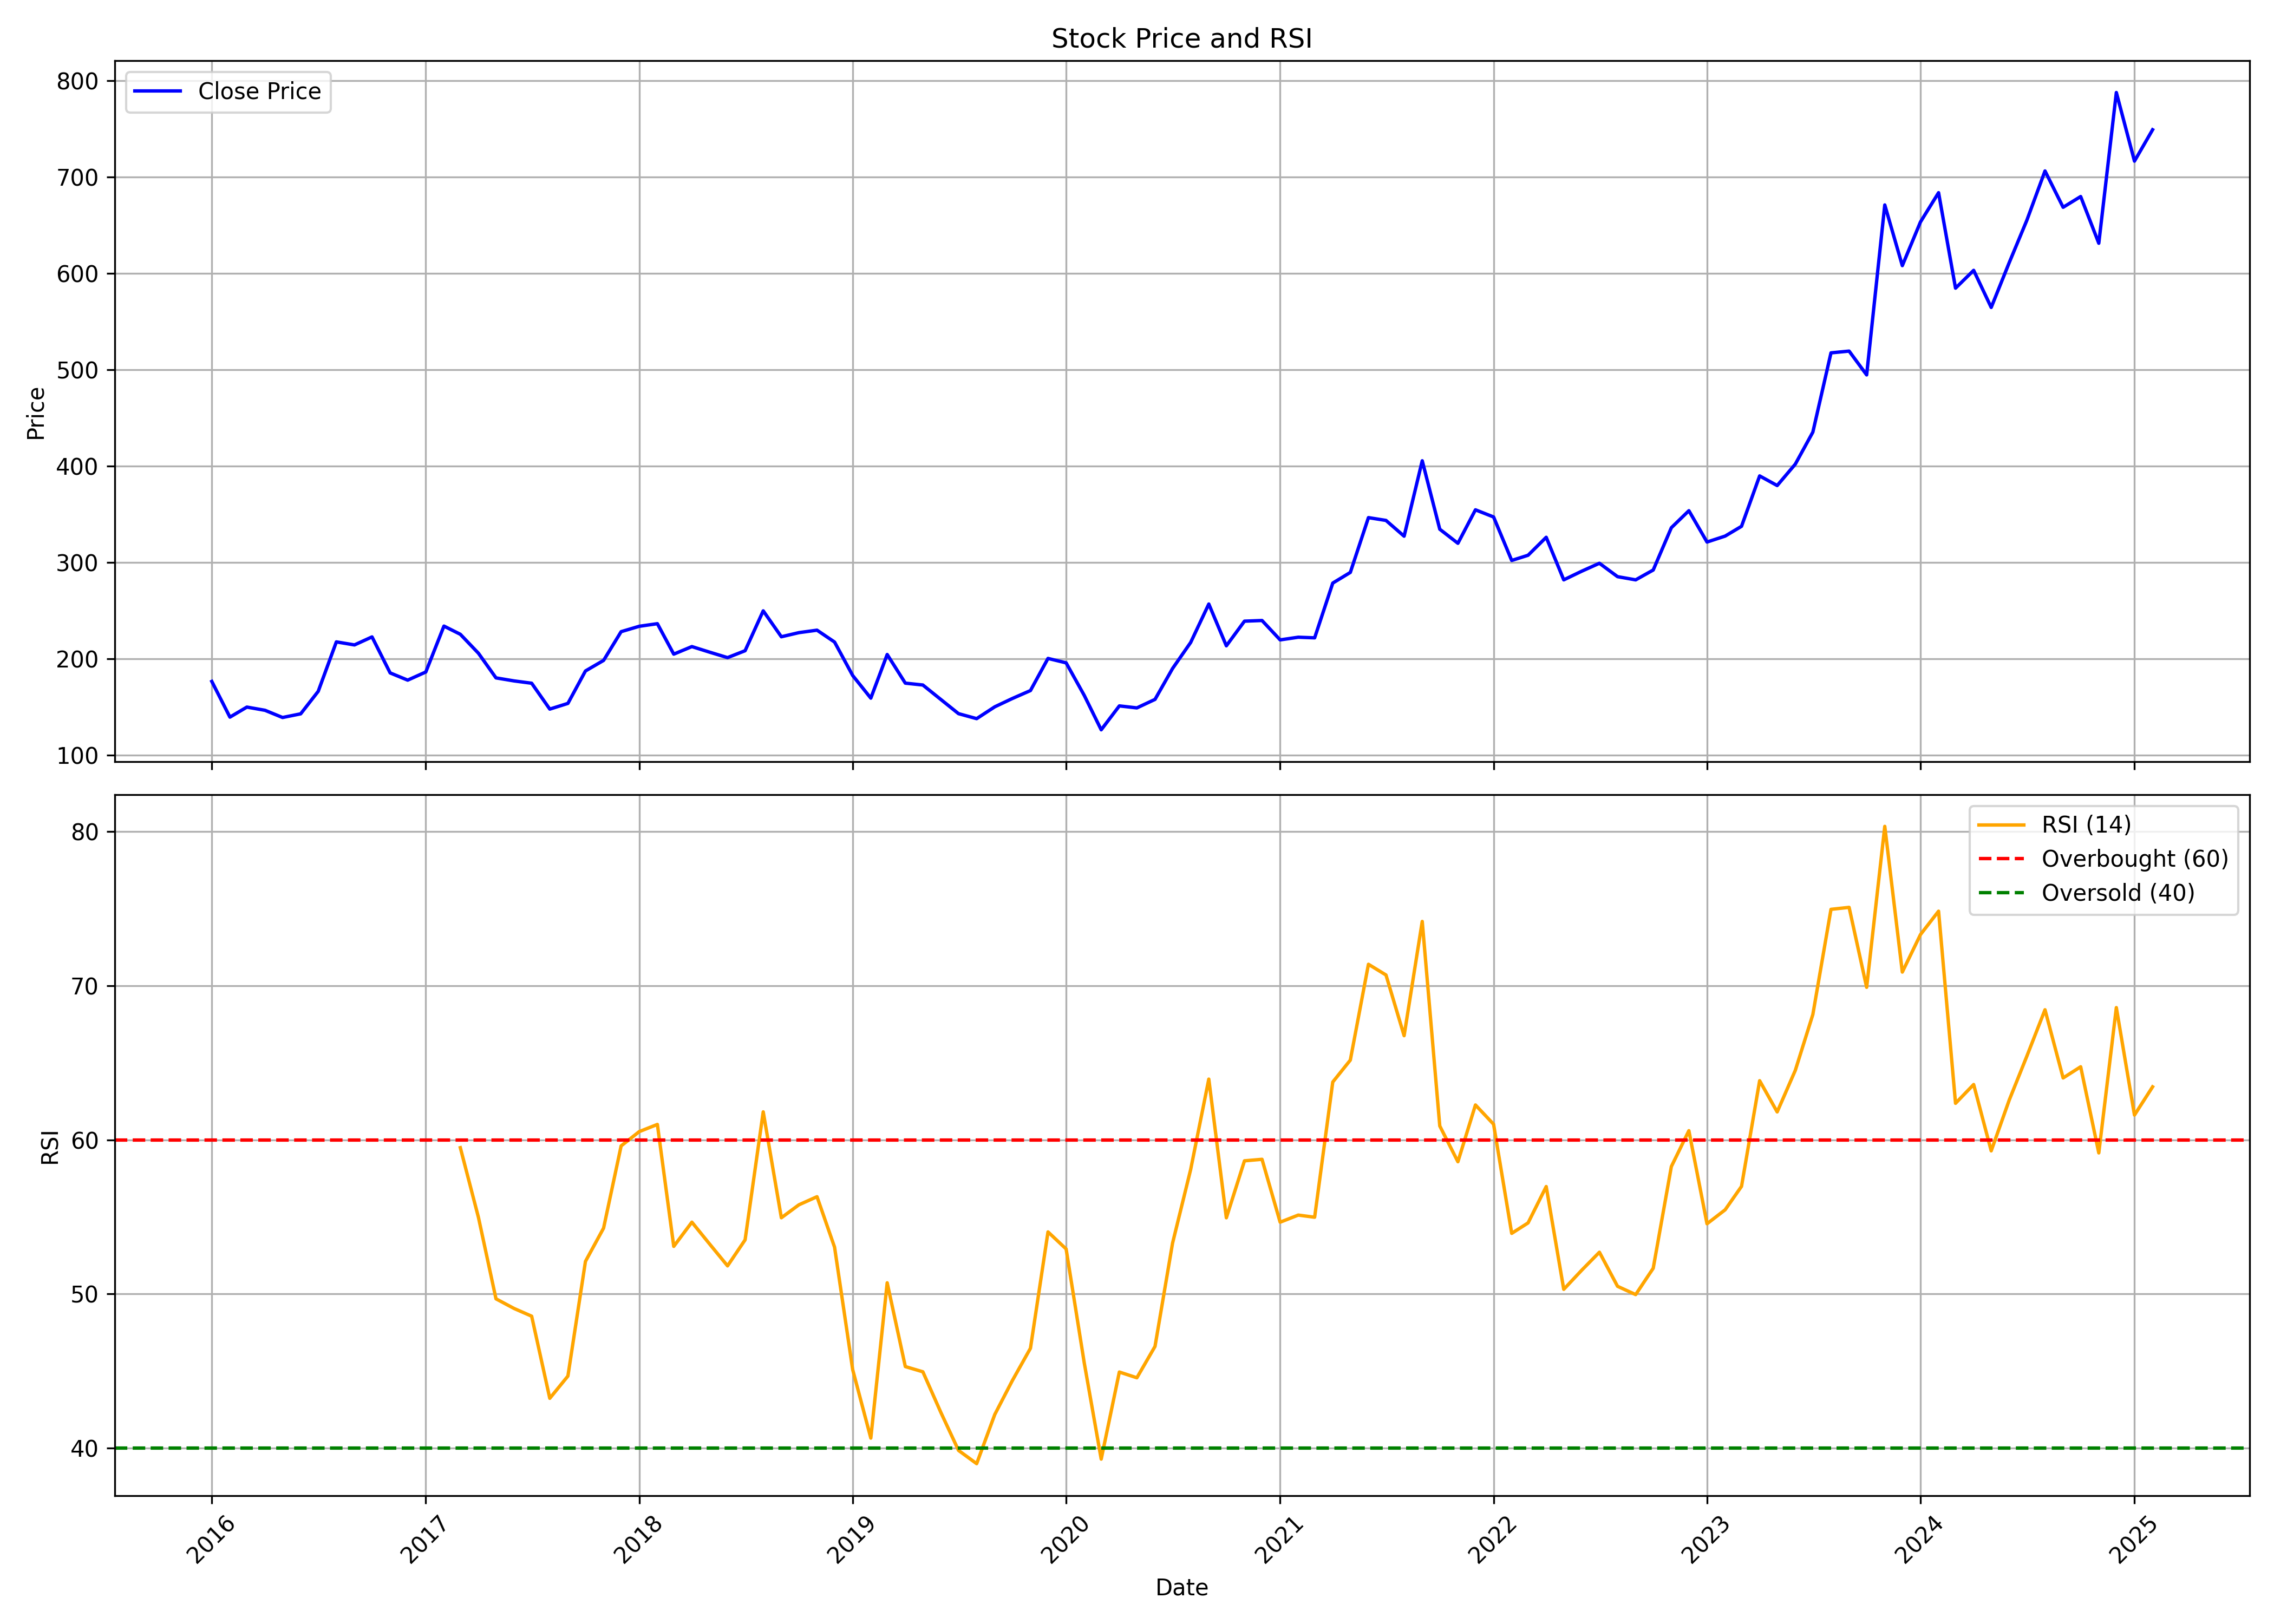 Stock Price and RSI
Close Price
800
700
600
500
400
300
200
100
Price
RSI (14)
Overbought (60)
Oversold (40)
80
70
60
50
40
RSI
2016
2017
2018
2019
2020
2021
2022
2023
2024
2025
Date